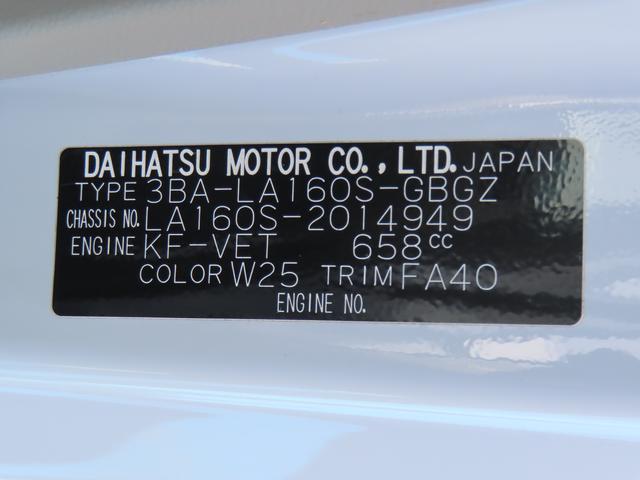 DAIHATSU MOTOR CO., LTD. JAPAN
TYPE 3BA-LA160S-GBGZ
CHASSIS NO. LA160S-2014949
ENGINE KF-VET 658cc
COLOR W25 TRIM FA40
ENGINE NO.